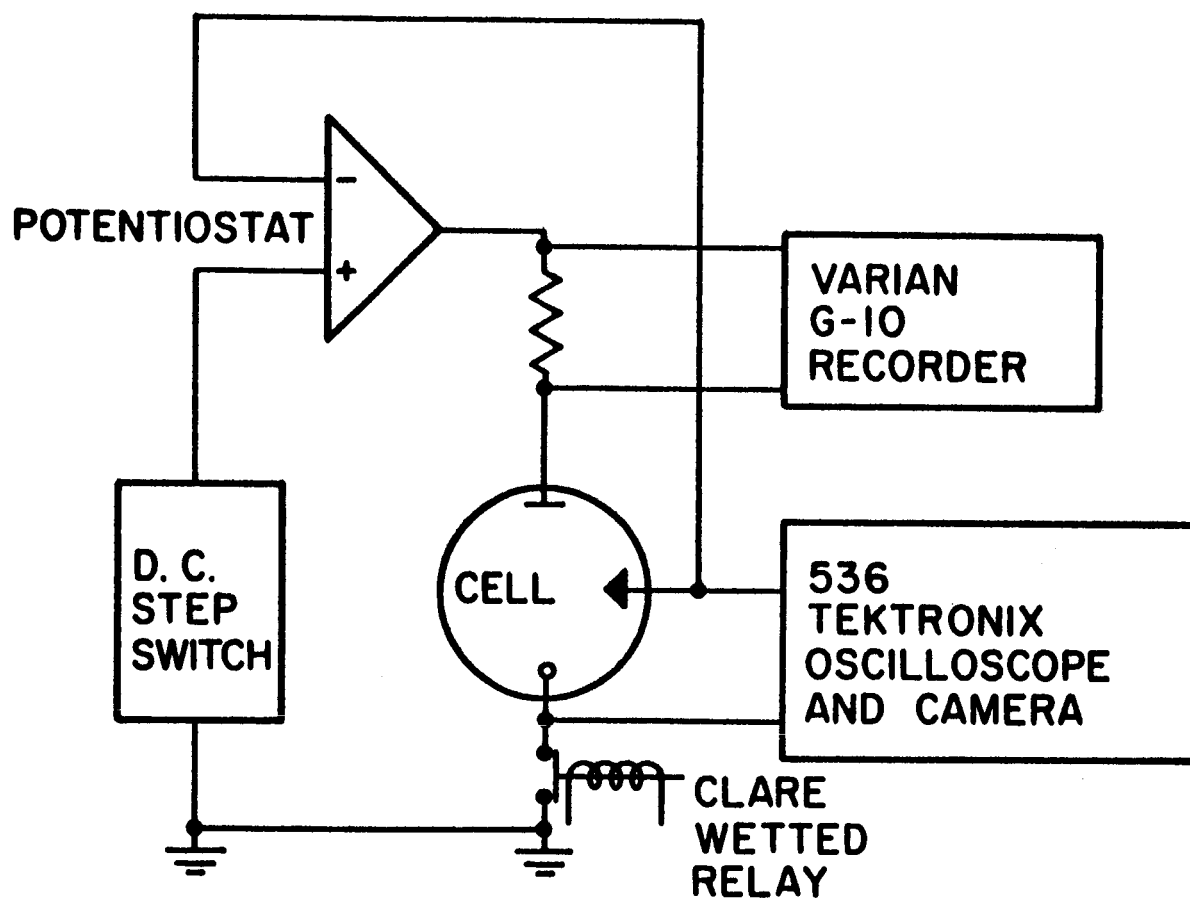 POTENTIOSTAT
-
+
VARIAN
G-10
RECORDER
D. C.
STEP
SWITCH
CELL
536
TEKTRONIX
OSCILLOSCOPE
AND CAMERA
CLARE
WETTED
RELAY